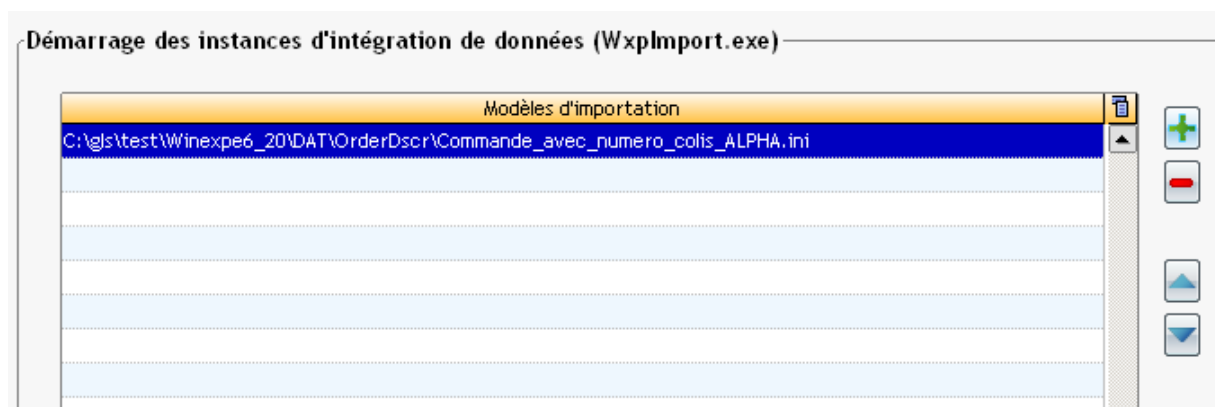 Démarrage des instances d'intégration de données (WxpImport.exe)
Modèles d'importation
C:\gls\test\Winexpe6_20\DAT\OrderDscr\Commande_avec_numero_colis_ALPHA.ini